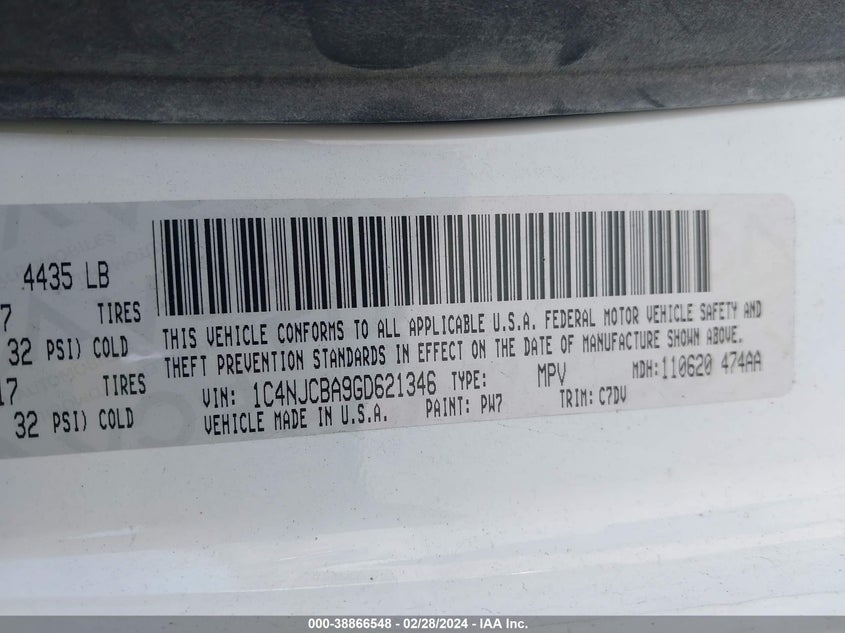 4435 LB
7 TIRES
32 PSI) COLD
17 TIRES
32 PSI) COLD
THIS VEHICLE CONFORMS TO ALL APPLICABLE U.S.A. FEDERAL MOTOR VEHICLE SAFETY AND
THEFT PREVENTION STANDARDS IN EFFECT ON THE DATE OF MANUFACTURE SHOWN ABOVE.
VIN: 1C4NJCBA9GD621346 TYPE: MPV MDH:110620 474AA
VEHICLE MADE IN U.S.A. PAINT: PW7 TRIM: C7DV
000-38866548 - 02/28/2024 - IAA Inc.